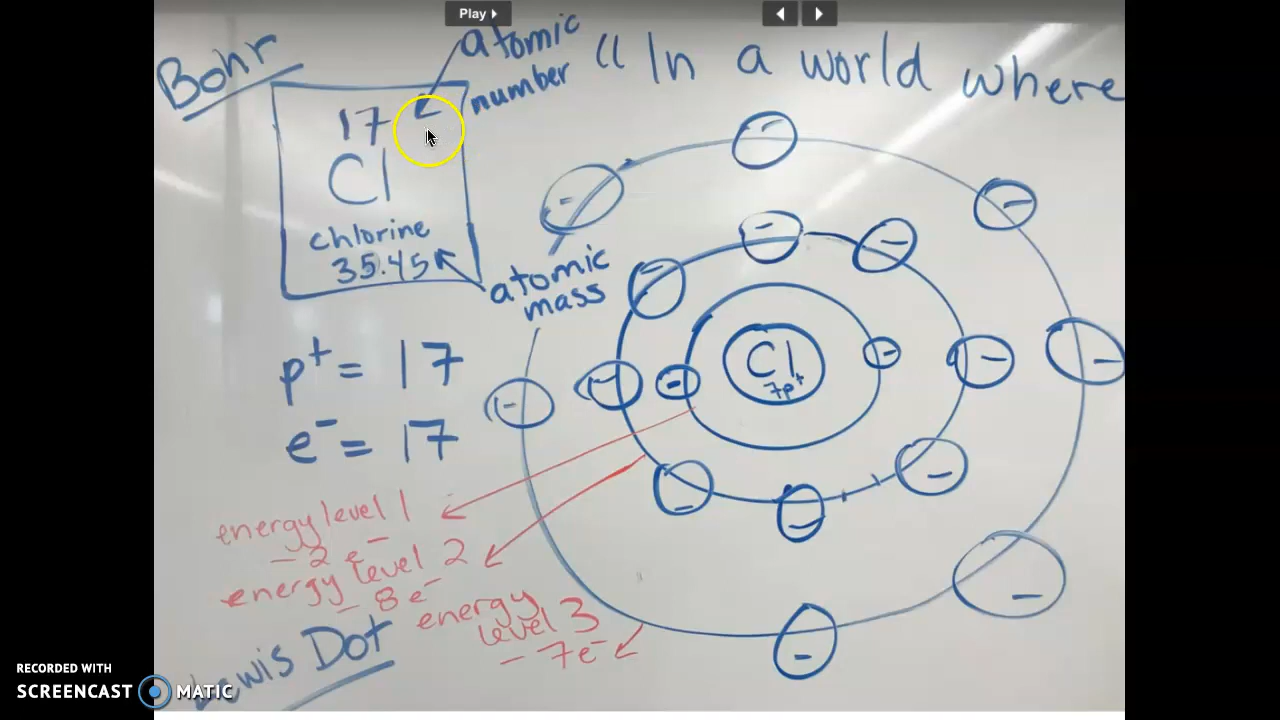 Play
Bohr
atomic
number
" In a world where
17
Cl
chlorine
35.45
atomic
mass
p+ = 17
e- = 17
Cl
7p+
energy level 1
- 2 e-
energy level 2
- 8 e-
energy
level 3
- 7e-
Lewis Dot
RECORDED WITH
SCREENCAST MATIC